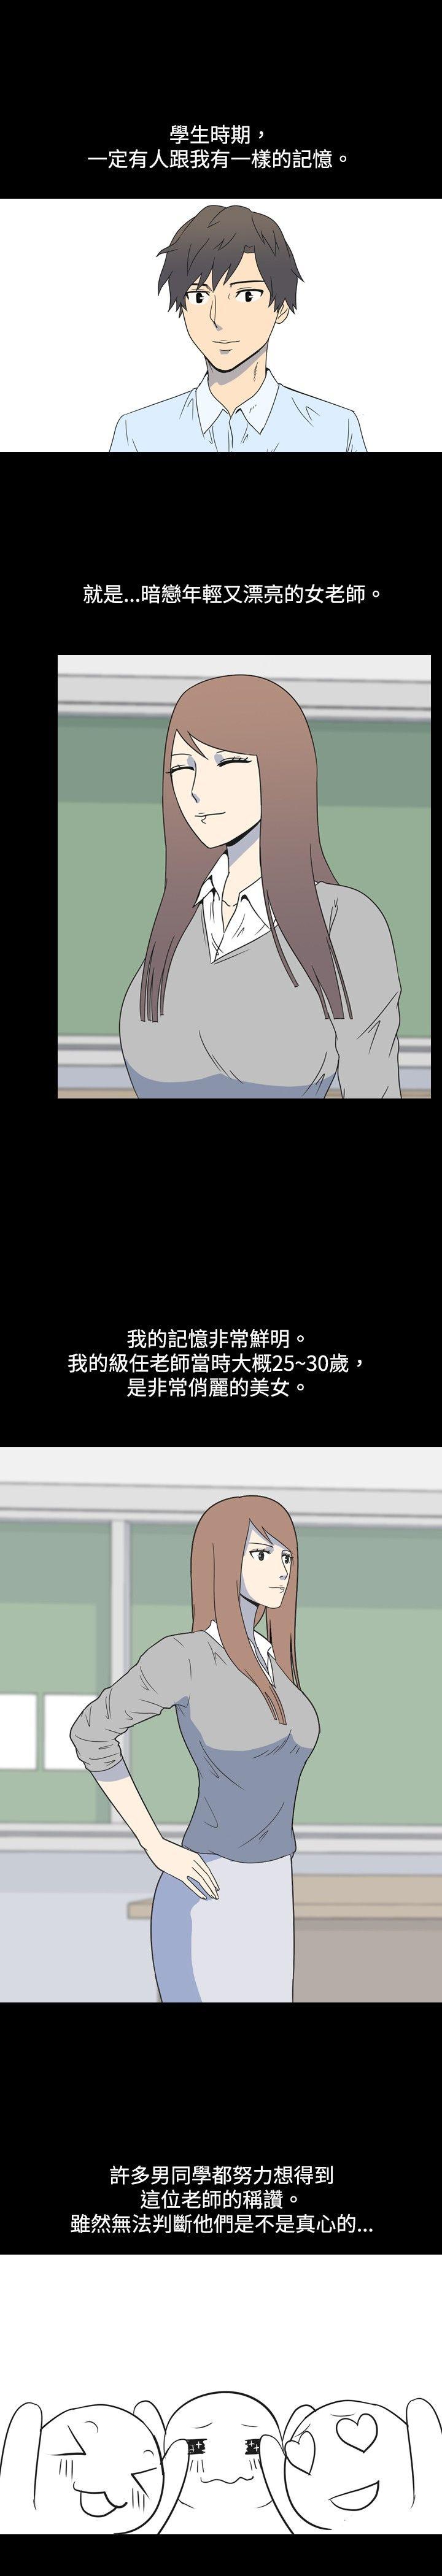 學生時期，
一定有人跟我有一樣的記憶。
就是...暗戀年輕又漂亮的女老師。
我的記憶非常鮮明。
我的級任老師當時大概25~30歲，
是非常俏麗的美女。
許多男同學都努力想得到
這位老師的稱讚。
雖然無法判斷他們是不是真心的...